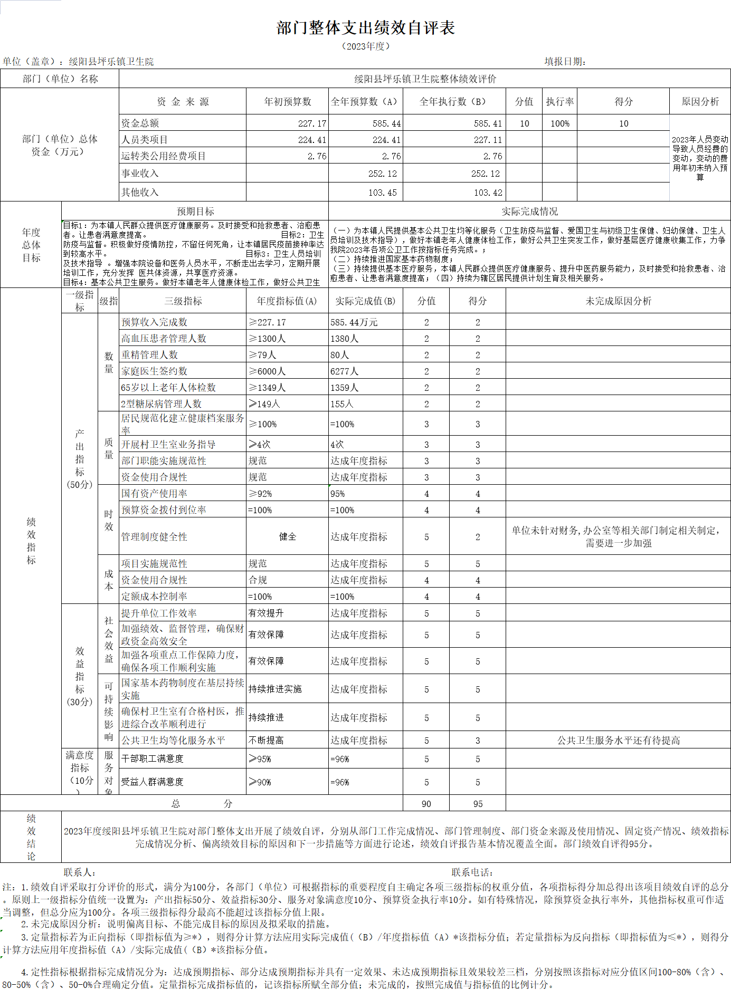 部门整体支出绩效自评表
（2023年度）
单位（盖章）：绥阳县坪乐镇卫生院 填报日期：
部门（单位）名称 绥阳县坪乐镇卫生院整体绩效评价
部门（单位）总体
资金（万元）
资 金 来 源 年初预算数 全年预算数（A） 全年执行数（B） 分值 执行率 得分 原因分析
资金总额 227.17 585.44 585.41 10 100% 10
人员类项目 224.41 224.41 227.11
运转类公用经费项目 2.76 2.76 2.76
事业收入 252.12 252.12
其他收入 103.45 103.42
2023年人员变动
导致人员经费的
变动，变动的费
用年初未纳入预
算
年度
总体
目标
预期目标 实际完成情况
目标1：为本镇人民群众提供医疗健康服务。及时接受和抢救患者、治愈患
者。让患者满意度提高。 目标2：卫生
防疫与监督。积极做好疫情防控，不留任何死角，让本镇居民疫苗接种率达
到较高水平。 目标3：卫生人员培训
及技术指导 。增强本院设备和医务人员水平，不断走出去学习，定期开展
培训工作，充分发挥 医共体资源，共享医疗资源。
目标4：基本公共卫生服务。做好本镇老年人健康体检工作，做好公共卫生
（一）为本镇人民提供基本公共卫生均等化服务（卫生防疫与监督、爱国卫生与初级卫生保健、妇幼保健、卫生人
员培训及技术指导），做好本镇老年人健康体检工作，做好公共卫生突发工作，做好基层医疗健康收集工作，力争
我院2023年各项公卫工作按指标任务完成。；
（二）持续推进国家基本药物制度；
（三）持续提供基本医疗服务，本镇人民群众提供医疗健康服务、提升中医药服务能力，及时接受和抢救患者、治
愈患者、让患者满意度提高；（四）持续为辖区居民提供计划生育及相关服务。
绩
效
指
标
一级指
标
级指 三级指标 年度指标值(A) 实际完成值(B) 分值 得分 未完成原因分析
产
出
指
标
(50分)
数
量
预算收入完成数 ≥227.17 585.44万元 2 2
高血压患者管理人数 ≥1300人 1380人 2 2
重精管理人数 ≥79人 80人 2 2
家庭医生签约数 ≥6000人 6277人 2 2
65岁以上老年人体检数 ≥1349人 1359人 2 2
2型糖尿病管理人数 ≥149人 155人 2 2
质
量
居民规范化建立健康档案服务
率 ≥100% =100% 3 3
开展村卫生室业务指导 ≥4次 4次 3 3
部门职能实施规范性 规范 达成年度指标 3 3
资金使用合规性 规范 达成年度指标 3 3
时
效
国有资产使用率 ≥92% 95% 4 4
预算资金拨付到位率 =100% =100% 4 4
管理制度健全性 健全 达成年度指标 5 2 单位未针对财务,办公室等相关部门制定相关制定，
需要进一步加强
成
本
项目实施规范性 规范 达成年度指标 5 5
资金使用合规性 合规 达成年度指标 4 4
定额成本控制率 =100% =100% 4 4
效
益
指
标
(30分)
社
会
效
益
提升单位工作效率 有效提升 达成年度指标 5 5
加强绩效、监督管理，确保财
政资金高效安全 有效保障 达成年度指标 5 5
加强各项重点工作保障力度，
确保各项工作顺利实施 有效保障 达成年度指标 5 5
可
持
续
影
响
国家基本药物制度在基层持续
实施 持续推进实施 达成年度指标 5 5
确保村卫生室有合格村医，推
进综合改革顺利进行 持续推进 达成年度指标 5 5
公共卫生均等化服务水平 不断提高 达成年度指标 5 3 公共卫生服务水平还有待提高
满意度
指标
（10分
）
服
务
对
象
干部职工满意度 ≥95% =96% 5 5
受益人群满意度 ≥90% =96% 5 5
总 分 90 95
绩
效
结
论
2023年度绥阳县坪乐镇卫生院对部门整体支出开展了绩效自评，分别从部门工作完成情况、部门管理制度、部门资金来源及使用情况、固定资产情况、绩效指标
完成情况分析、偏离绩效目标的原因和下一步措施等方面进行论述，绩效自评报告基本情况覆盖全面。部门绩效自评得95分。
联系人： 联系电话：
注：1.绩效自评采取打分评价的形式，满分为100分，各部门（单位）可根据指标的重要程度自主确定各项三级指标的权重分值，各项指标得分加总得出该项目绩效自评的总分
。原则上一级指标分值统一设置为：产出指标50分、效益指标30分、服务对象满意度10分、预算资金执行率10分。如有特殊情况，除预算资金执行率外，其他指标权重可作适
当调整，但总分应为100分。各项三级指标得分最高不能超过该指标分值上限。
2.未完成原因分析：说明偏离目标、不能完成目标的原因及拟采取的措施。
3.定量指标若为正向指标（即指标值为≥*），则得分计算方法应用实际完成值(（B）/年度指标值（A）*该指标分值；若定量指标为反向指标（即指标值为≤*），则得分
计算方法应用年度指标值（A）/实际完成值(（B）*该指标分值。
4.定性指标根据指标完成情况分为：达成预期指标、部分达成预期指标并具有一定效果、未达成预期指标且效果较差三档，分别按照该指标对应分值区间100-80%（含）、
80-50%（含）、50-0%合理确定分值。定量指标完成指标值的，记该指标所赋全部分值；未完成的，按照完成值与指标值的比例计分。